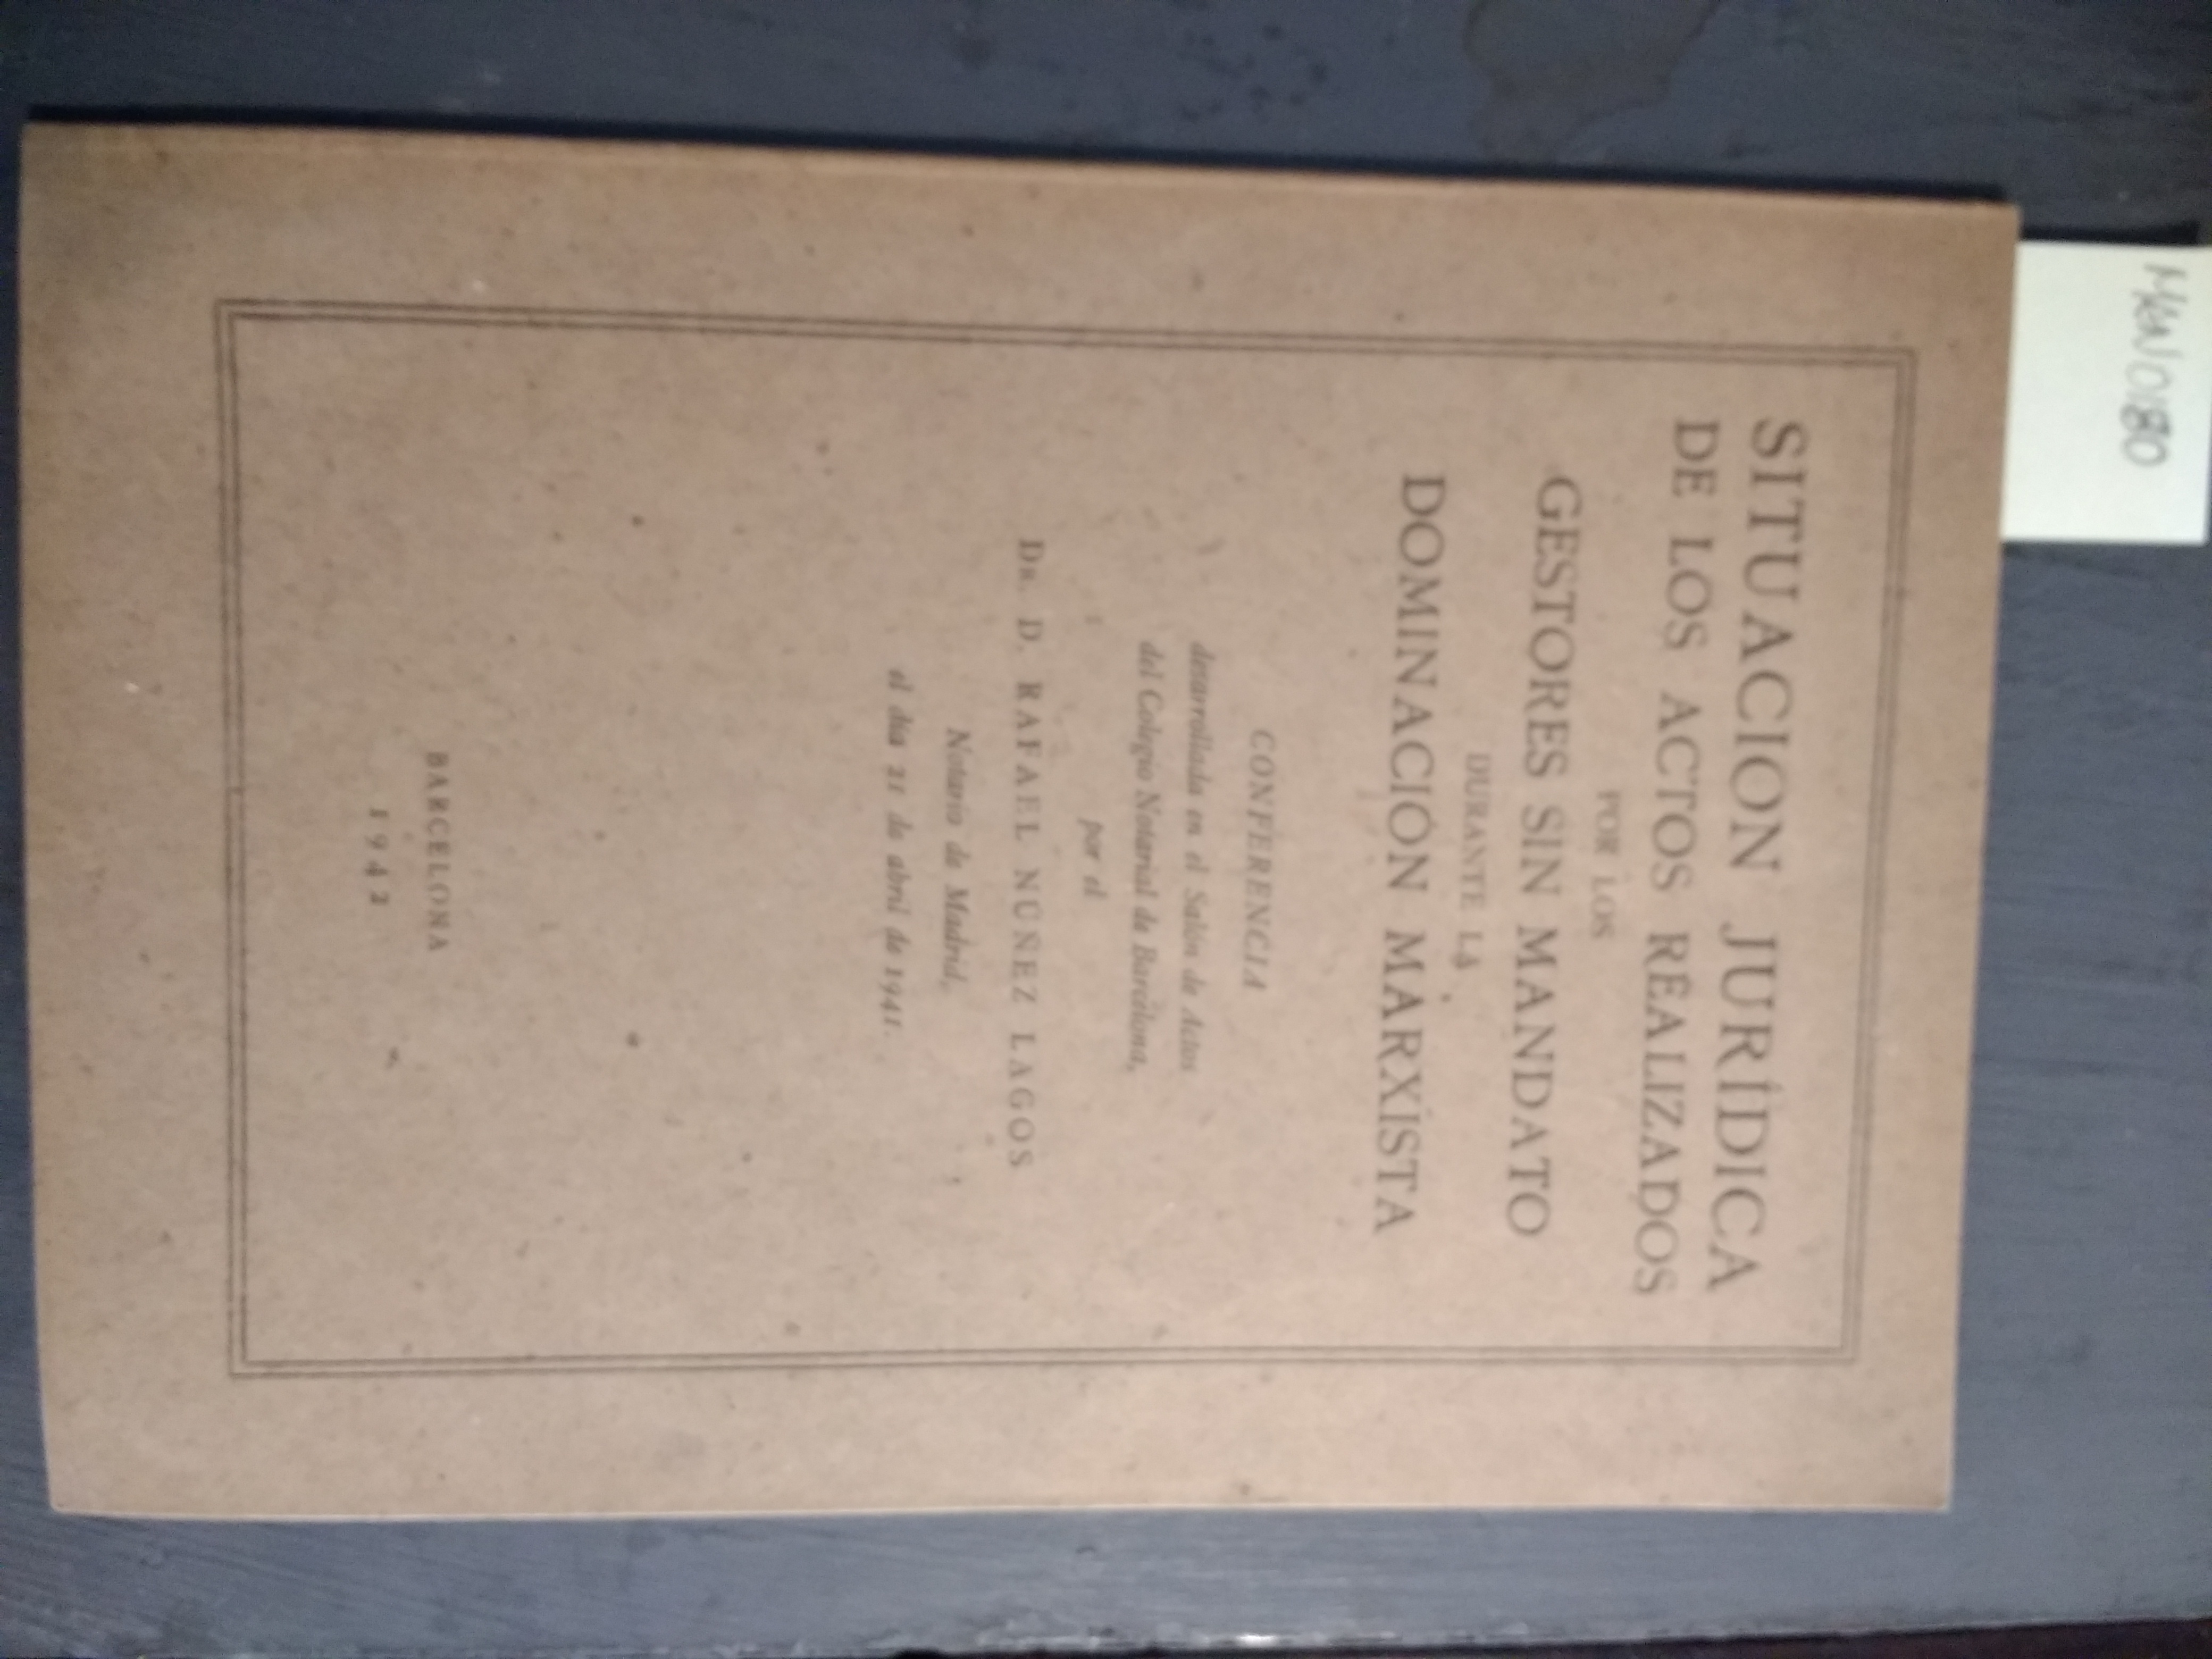 SITUACION JURÍDICA
DE LOS ACTOS REALIZADOS
POR LOS
GESTORES SIN MANDATO
DURANTE LA
DOMINACIÓN MARXISTA
CONFERENCIA
desarrollada en el Salón de Actos
del Colegio Notarial de Barcelona,
por el
DR. D. RAFAEL NÚÑEZ LAGOS
Notario de Madrid,
el día 21 de abril de 1941.
BARCELONA
1942